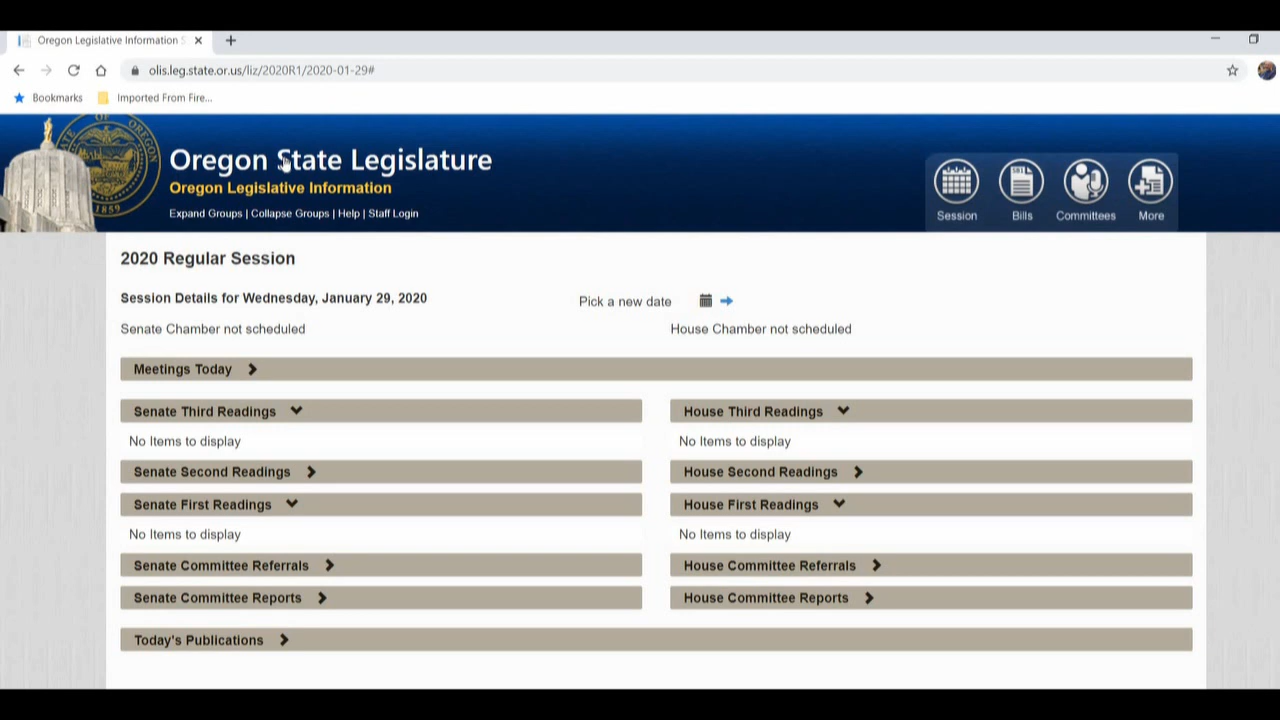 Oregon Legislative Information S
olis.leg.state.or.us/liz/2020R1/2020-01-29#
Bookmarks Imported From Fire...
OF OREGON
1859
Oregon State Legislature
Oregon Legislative Information
Expand Groups | Collapse Groups | Help | Staff Login
Session Bills Committees More
2020 Regular Session
Session Details for Wednesday, January 29, 2020 Pick a new date
Senate Chamber not scheduled House Chamber not scheduled
Meetings Today
Senate Third Readings House Third Readings
No Items to display No Items to display
Senate Second Readings House Second Readings
Senate First Readings House First Readings
No Items to display No Items to display
Senate Committee Referrals House Committee Referrals
Senate Committee Reports House Committee Reports
Today's Publications